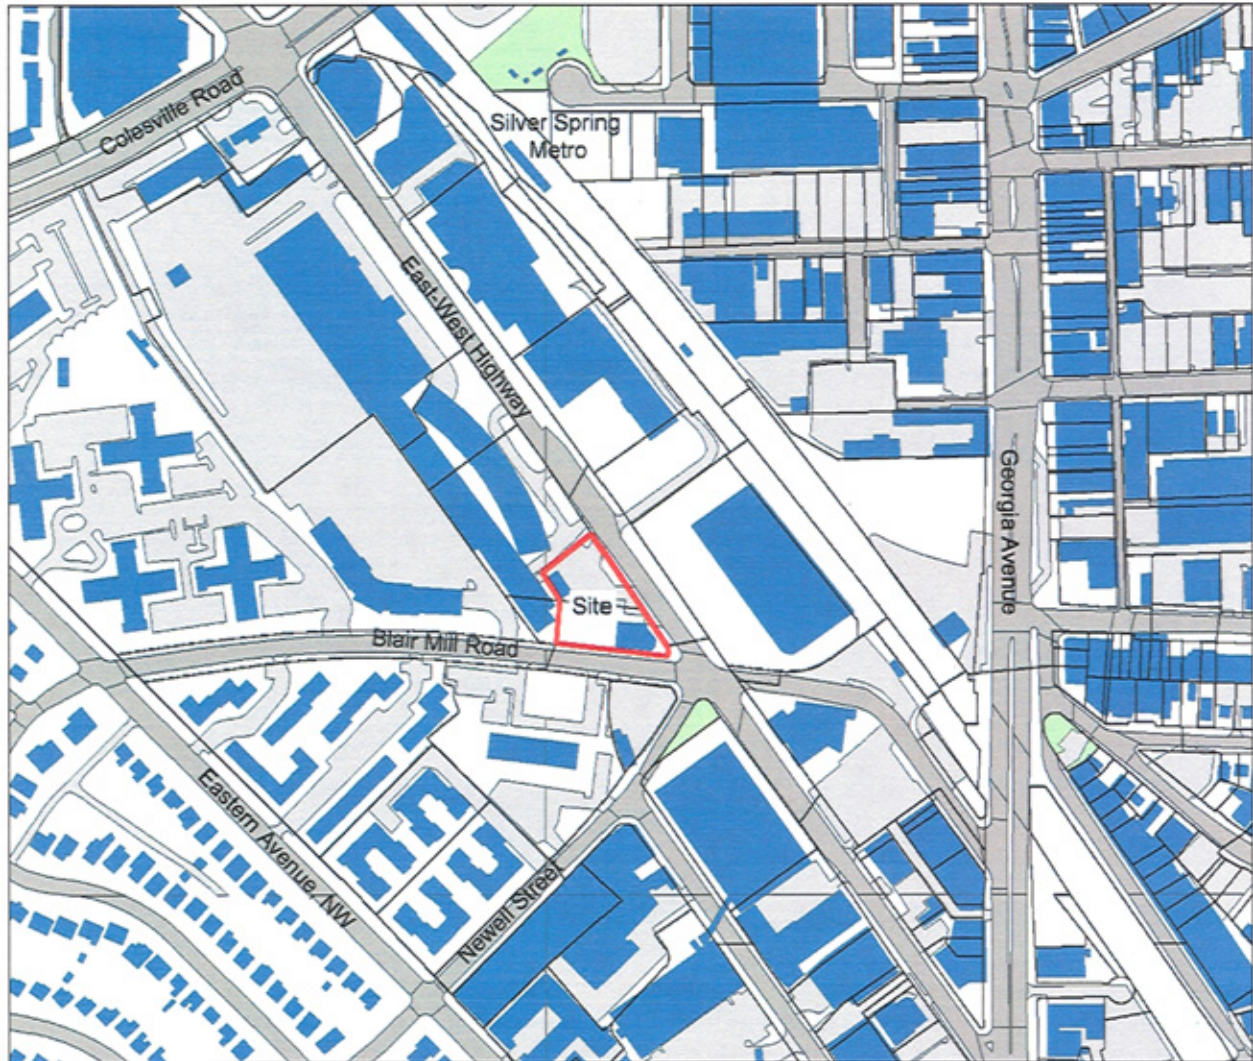 Colesville Road
Silver Spring
Metro
East-West Highway
Georgia Avenue
Site
Blair Mill Road
Eastern Avenue, NW
Newell Street